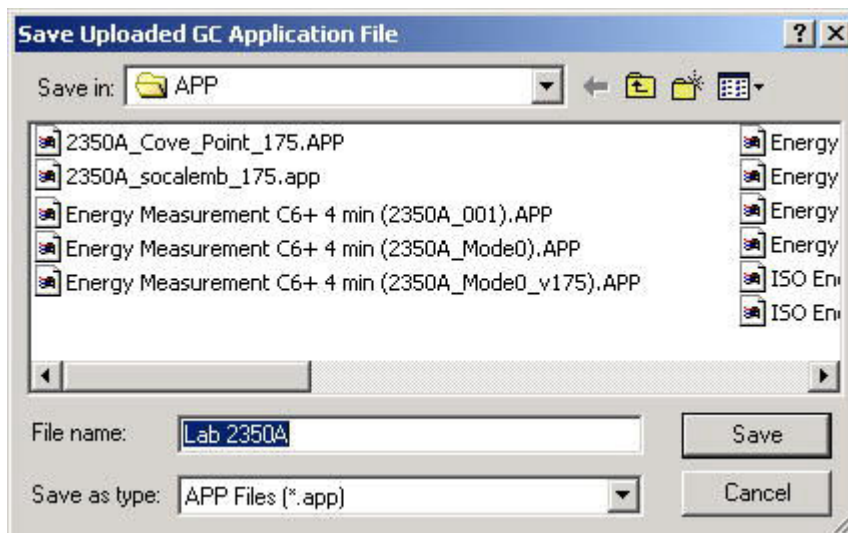 Save Uploaded GC Application File
Save in: APP
2350A_Cove_Point_175.APP
2350A_socalemb_175.app
Energy Measurement C6+ 4 min (2350A_001).APP
Energy Measurement C6+ 4 min (2350A_Mode0).APP
Energy Measurement C6+ 4 min (2350A_Mode0_v175).APP
Energy
Energy
Energy
Energy
ISO En
ISO En
File name: Lab 2350A
Save
Save as type: APP Files (*.app)
Cancel